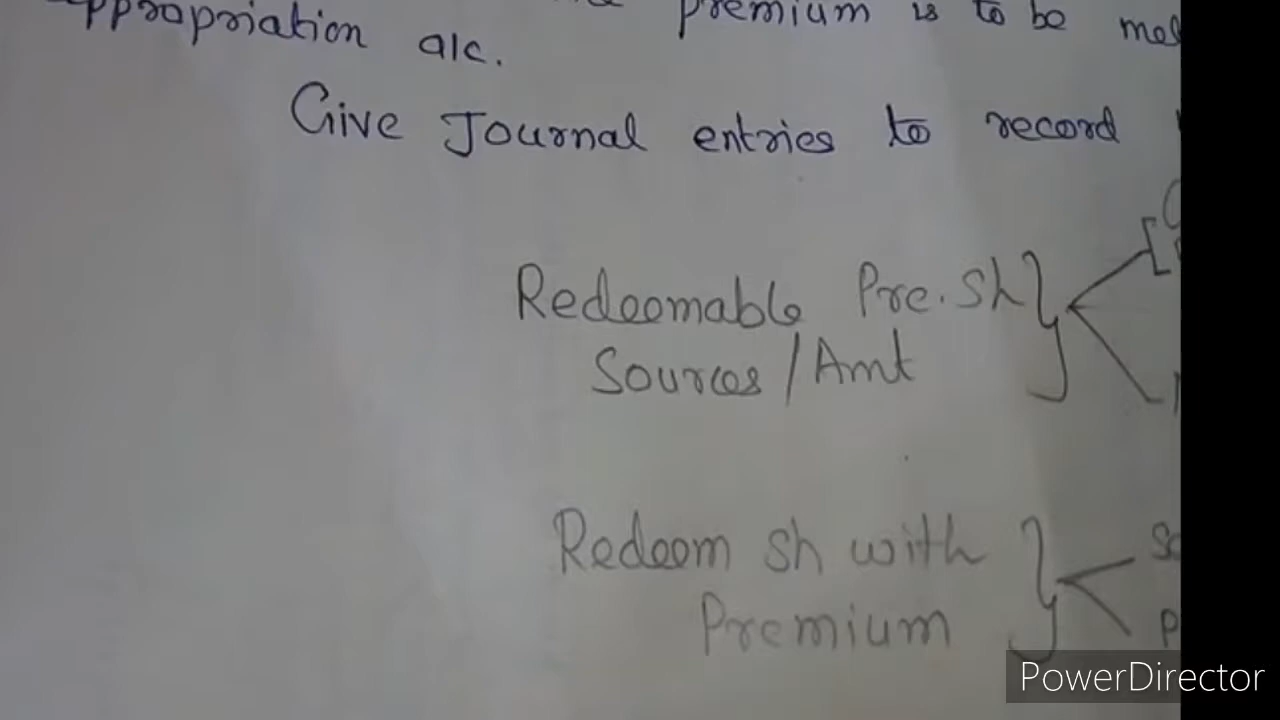 premium is to be
appropriation a/c.
Give Journal entries to record
Redeemable Pre. Sh
Sources / Amt
Redeem sh with
Premium
PowerDirector